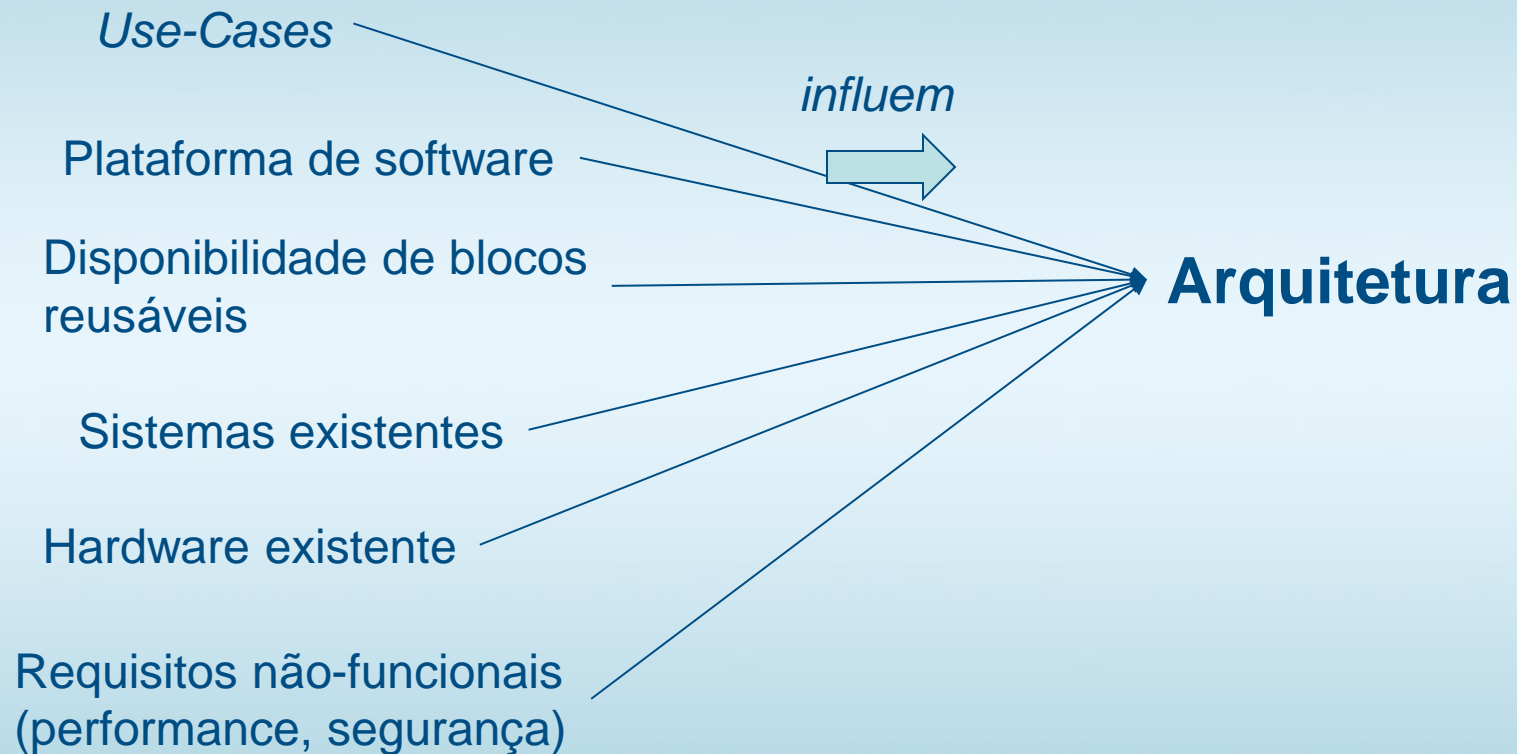 Use-Cases
influem
Plataforma de software
Disponibilidade de blocos
reusáveis
Arquitetura
Sistemas existentes
Hardware existente
Requisitos não-funcionais
(performance, segurança)